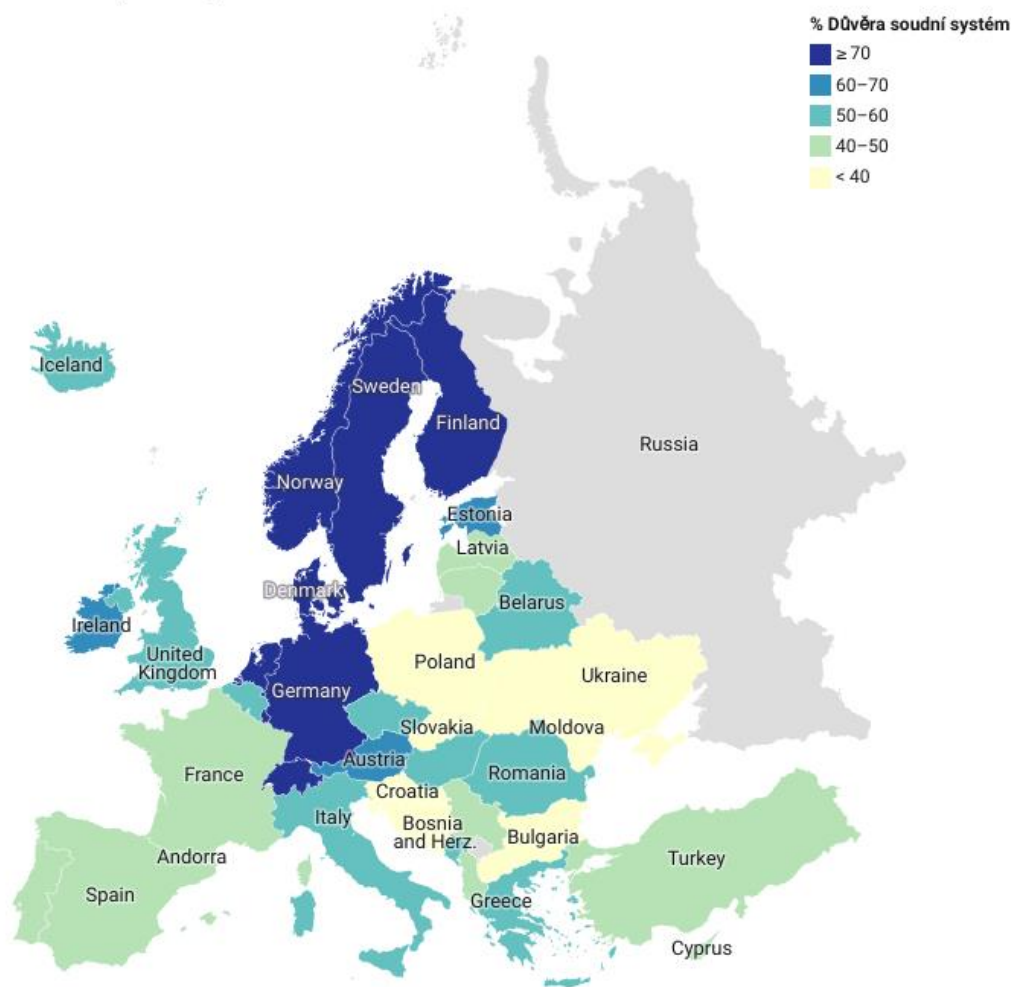 % Důvěra soudní systém
≥ 70
60–70
50–60
40–50
< 40
Iceland
Sweden
Finland
Russia
Norway
Estonia
Latvia
Denmark
Belarus
Ireland
United
Kingdom
Poland
Ukraine
Germany
Slovakia
Moldova
Austria
France
Romania
Croatia
Italy
Bosnia
and Herz.
Bulgaria
Andorra
Turkey
Spain
Greece
Cyprus